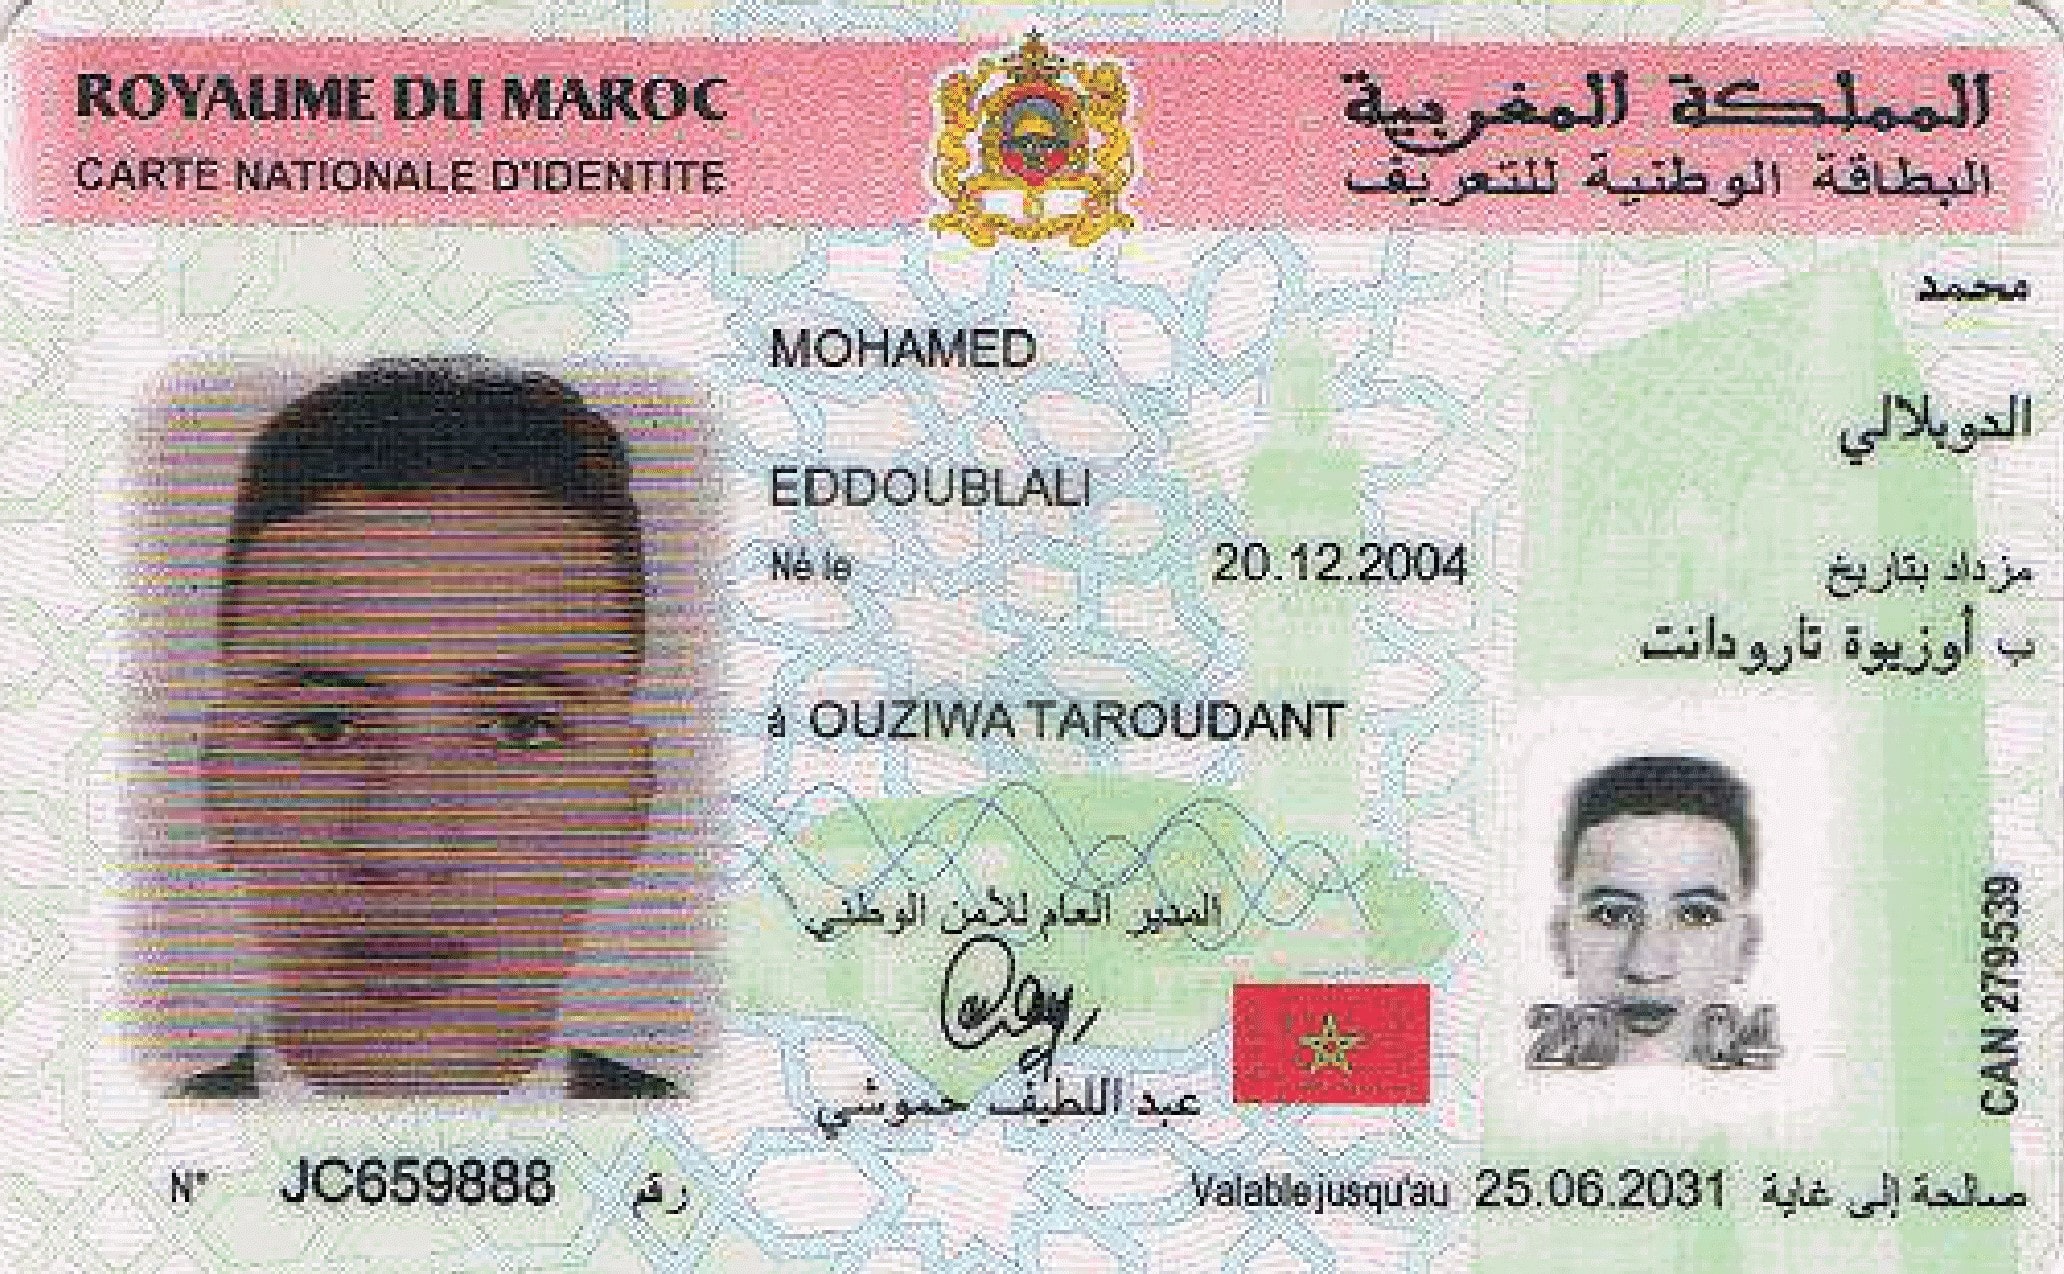 ROYAUME DU MAROC
المملكة المغربية
CARTE NATIONALE D'IDENTITE
البطاقة الوطنية للتعريف
محمد
MOHAMED
الدوبلالي
EDDOUBLALI
Né le 20.12.2004 مزداد بتاريخ
ب أوزيوة تارودانت
à OUZIWA TAROUDANT
المدير العام للأمن الوطني
عبد اللطيف حموشي
2004
CAN 279539
N° JC659888 رقم
Valable jusqu'au 25.06.2031 صالحة إلى غاية